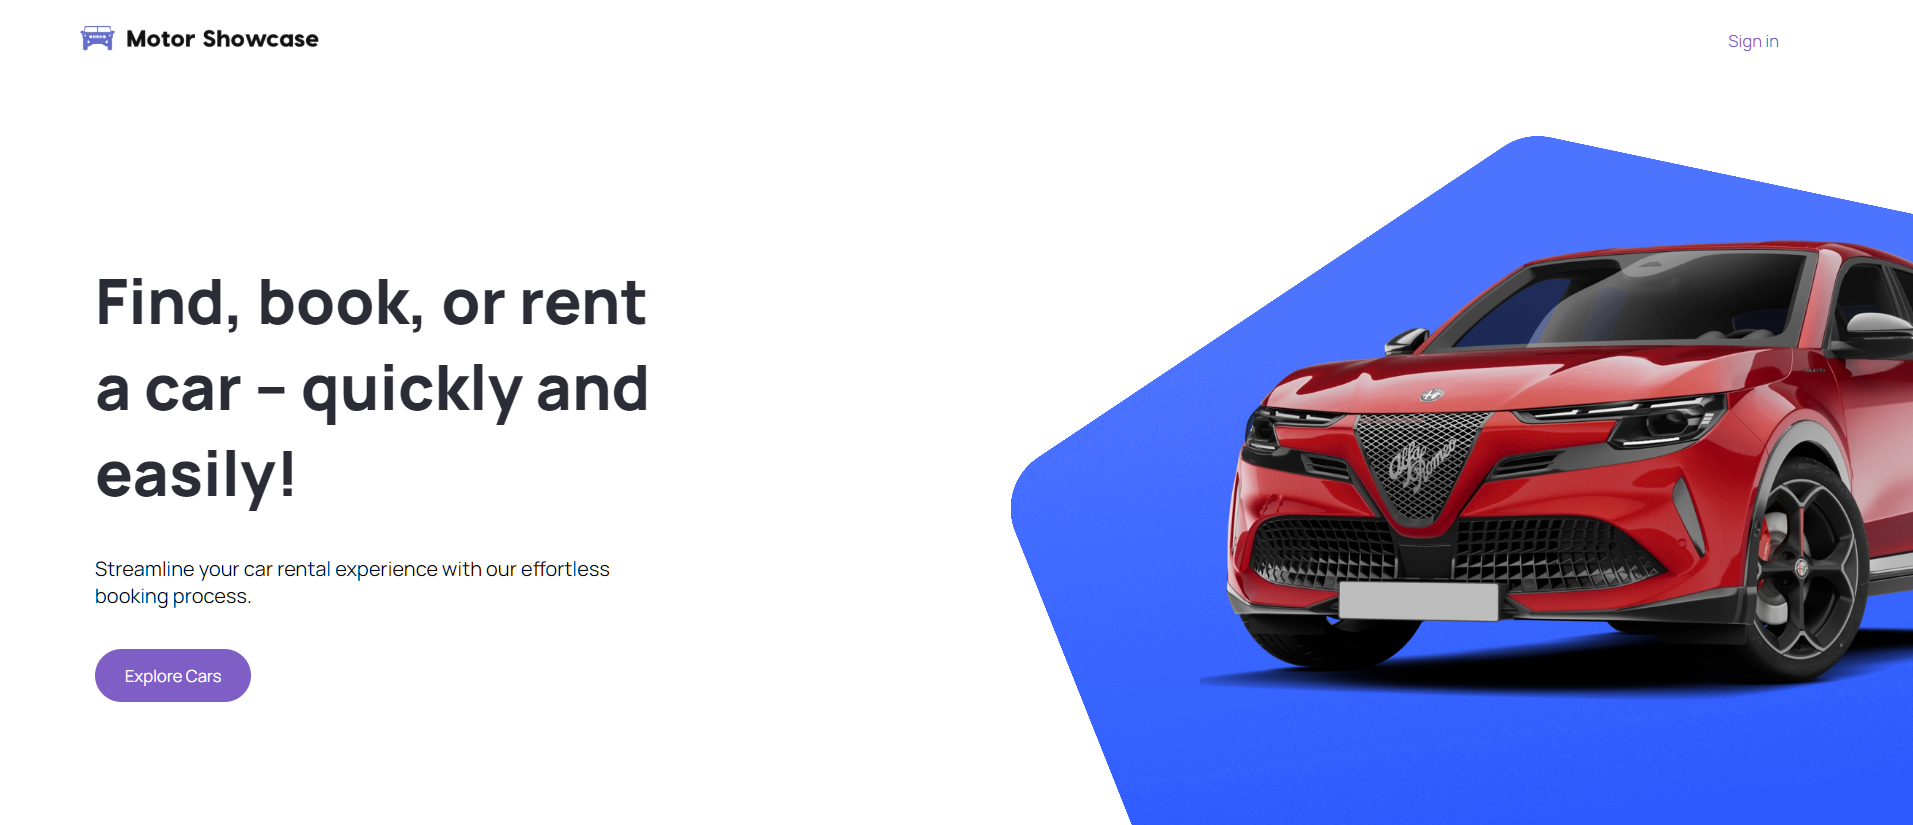 Motor Showcase
Sign in
Find, book, or rent
a car – quickly and
easily!
Streamline your car rental experience with our effortless
booking process.
Explore Cars
Alfa
Romeo